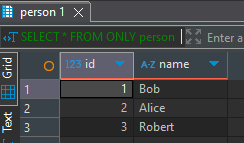 person 1
SELECT * FROM ONLY person
Enter a
Grid
Text
123 id
A-Z name
1 1 Bob
2 2 Alice
3 3 Robert